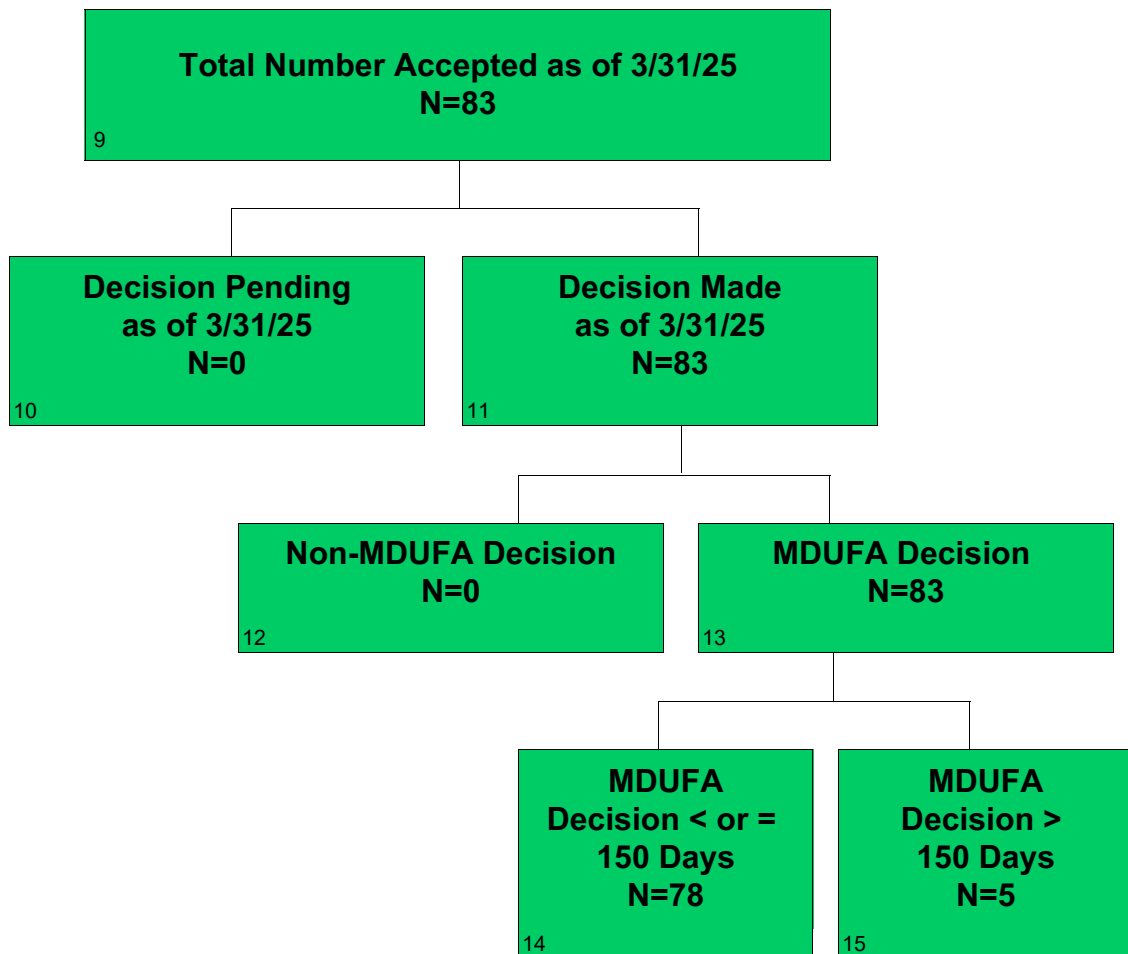 Total Number Accepted as of 3/31/25
N=83
9
Decision Pending
as of 3/31/25
N=0
10
Decision Made
as of 3/31/25
N=83
11
Non-MDUFA Decision
N=0
12
MDUFA Decision
N=83
13
MDUFA
Decision < or =
150 Days
N=78
14
MDUFA
Decision >
150 Days
N=5
15